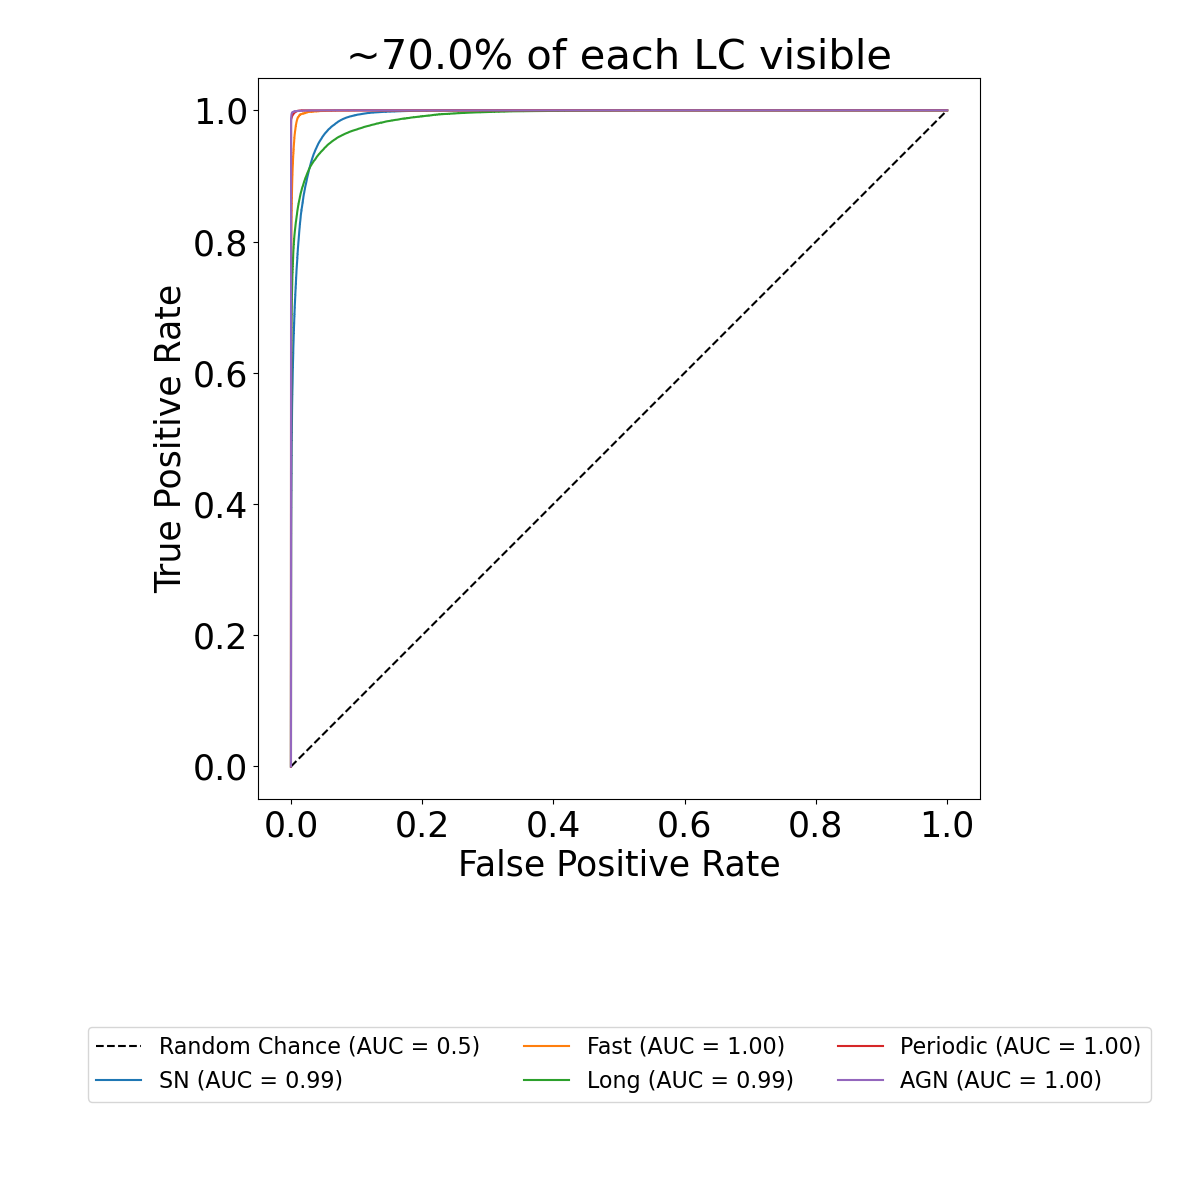 ~70.0% of each LC visible
True Positive Rate
1.0
0.8
0.6
0.4
0.2
0.0
0.0 0.2 0.4 0.6 0.8 1.0
False Positive Rate
Random Chance (AUC = 0.5) Fast (AUC = 1.00) Periodic (AUC = 1.00)
SN (AUC = 0.99) Long (AUC = 0.99) AGN (AUC = 1.00)